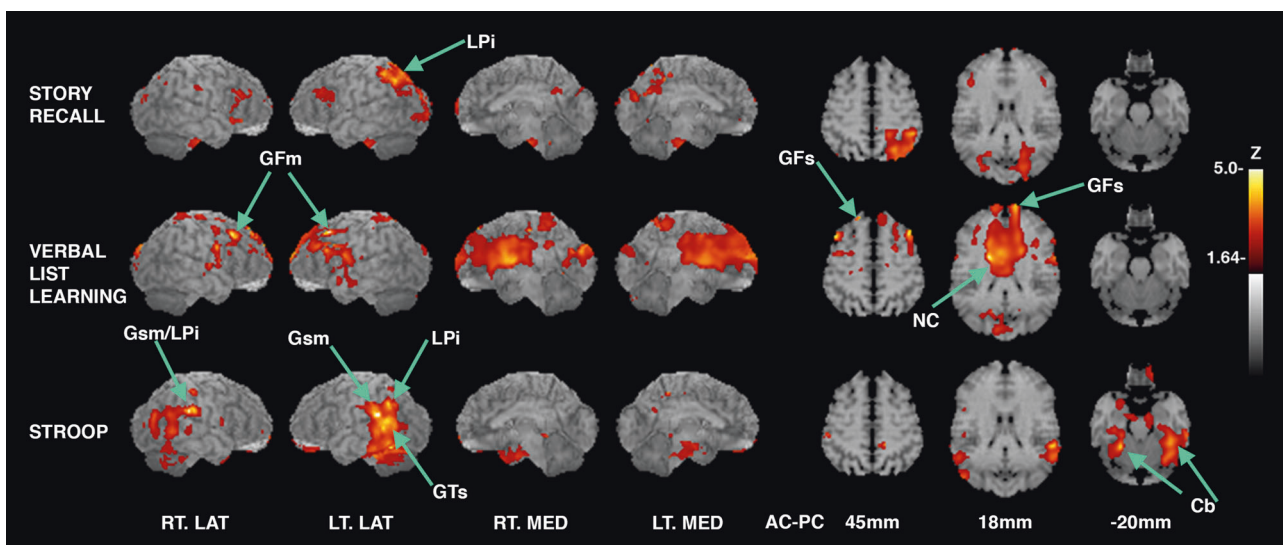 LPi
STORY
RECALL
GFm
GFs
GFs
Z
5.0-
1.64-
VERBAL
LIST
LEARNING
NC
Gsm/LPi
Gsm
LPi
STROOP
GTs
Cb
RT. LAT
LT. LAT
RT. MED
LT. MED
AC-PC
45mm
18mm
-20mm